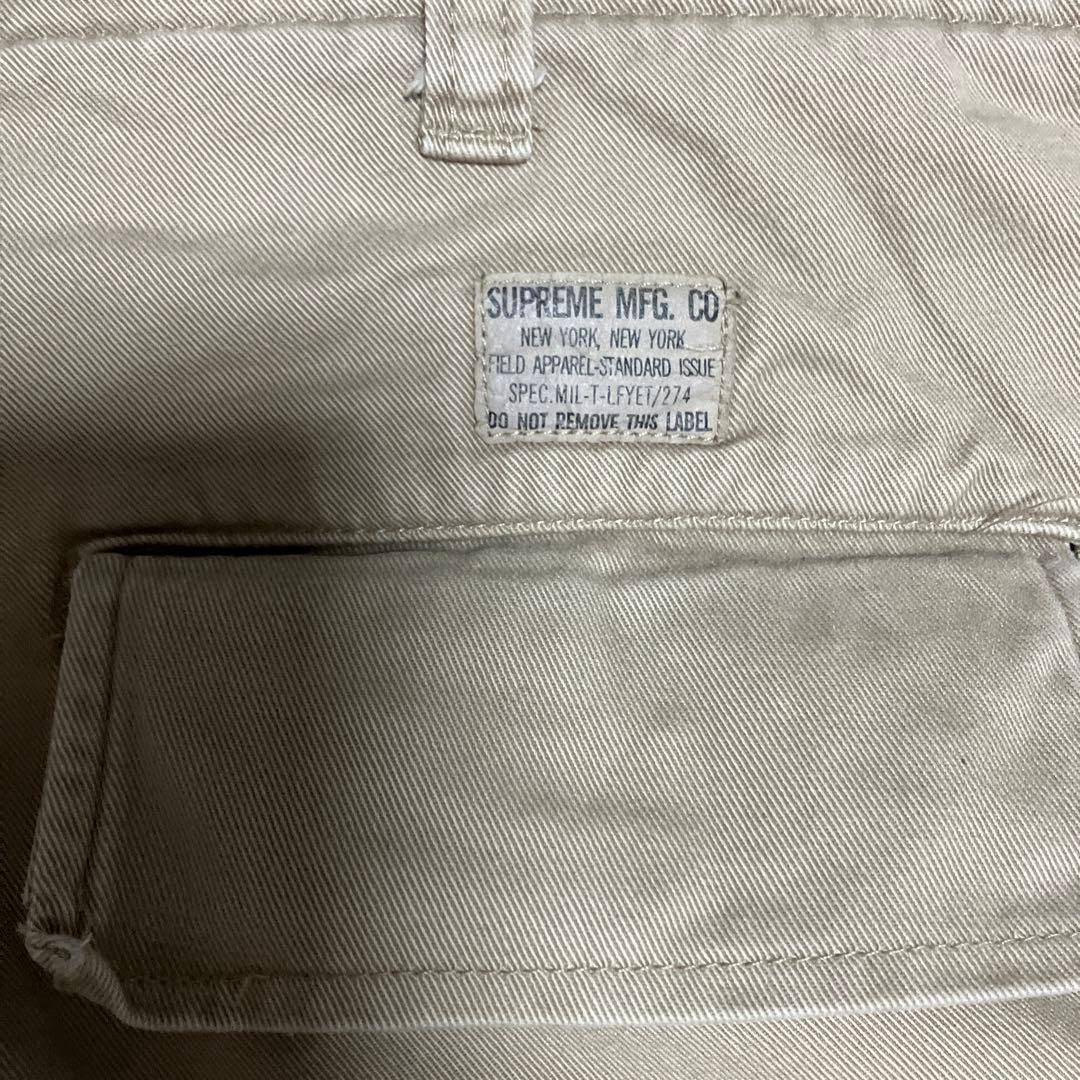 SUPREME MFG. CO
NEW YORK, NEW YORK
FIELD APPAREL-STANDARD ISSUE
SPEC.MIL-T-LFYET/274
DO NOT REMOVE THIS LABEL